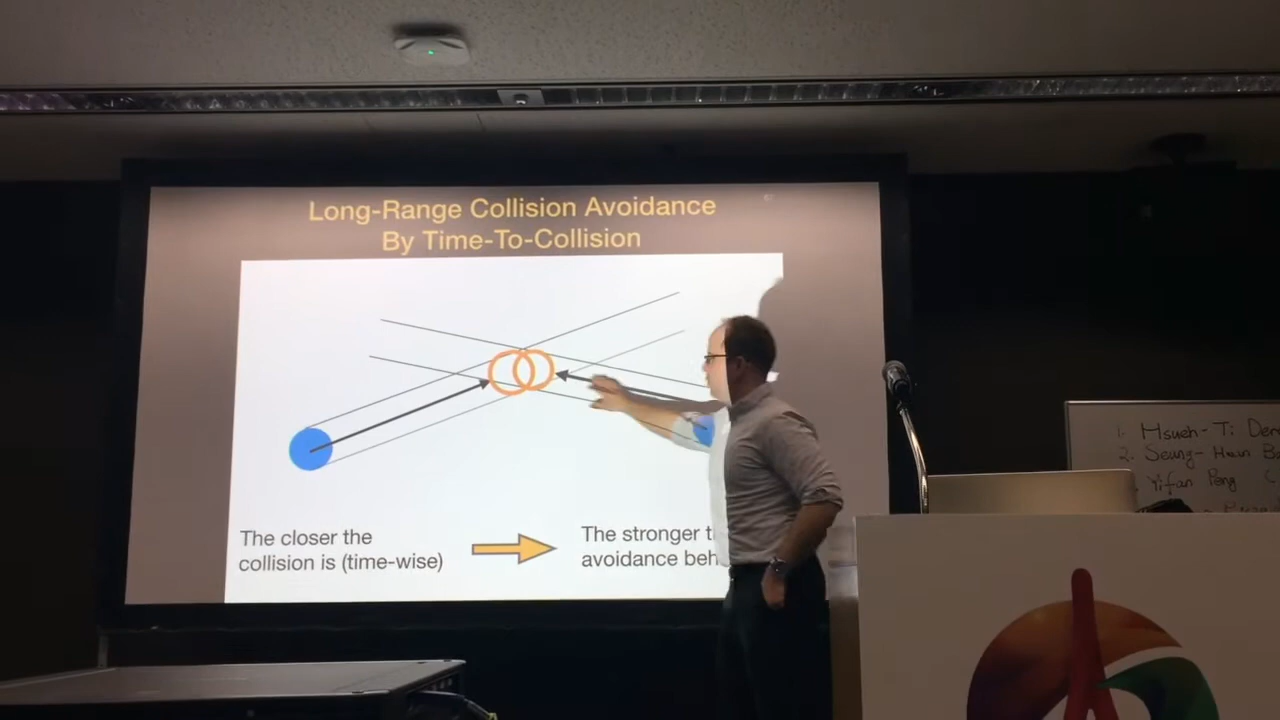 Long-Range Collision Avoidance
By Time-To-Collision
The closer the
collision is (time-wise)
The stronger t
avoidance beh
1. Hsueh-Ti
2. Seung-
Yifan Peng